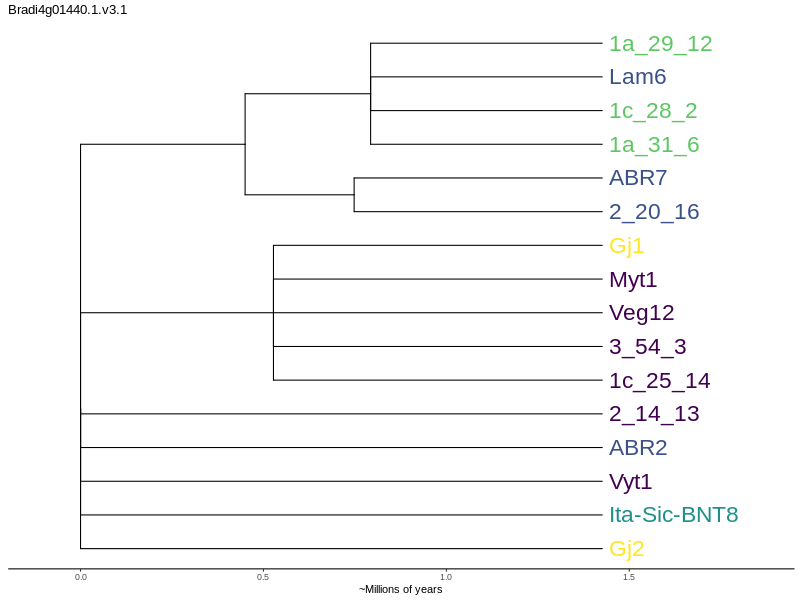 Bradi4g01440.1.v3.1
1a_29_12
Lam6
1c_28_2
1a_31_6
ABR7
2_20_16
Gj1
Myt1
Veg12
3_54_3
1c_25_14
2_14_13
ABR2
Vyt1
Ita-Sic-BNT8
Gj2
0.0 0.5 1.0 1.5
~Millions of years